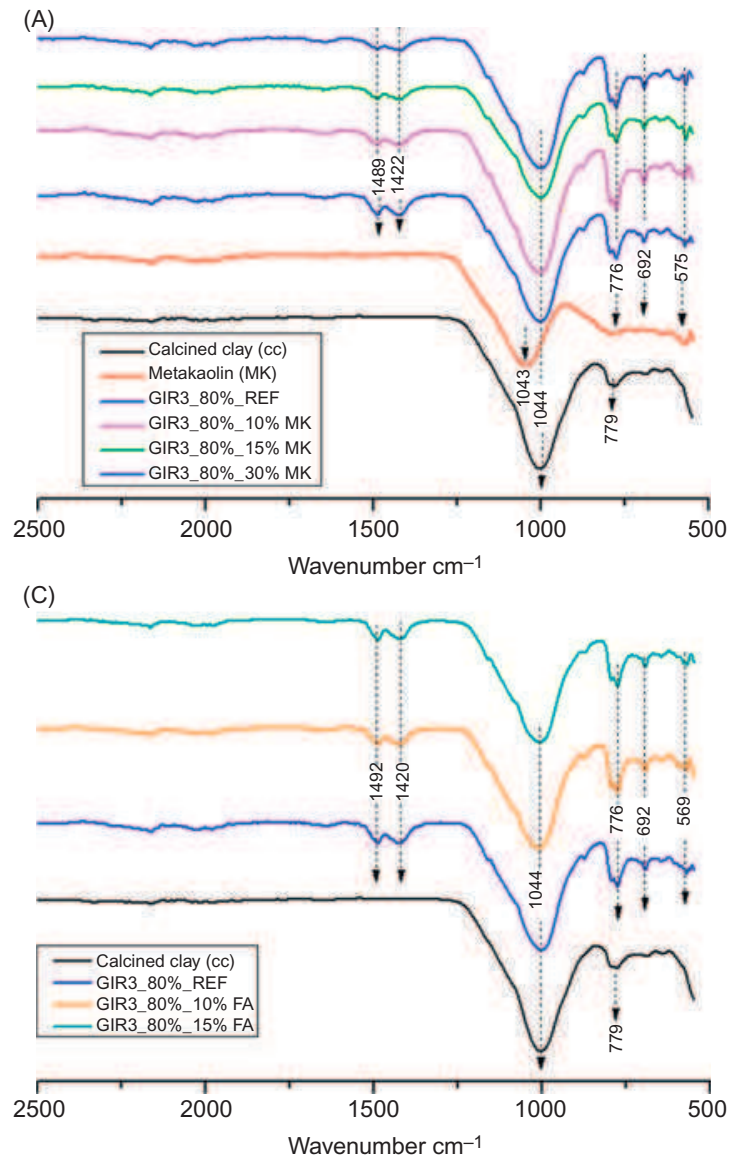 (A)
1489
1422
1043
1044
776
692
575
779
Calcined clay (cc)
Metakaolin (MK)
GIR3_80%_REF
GIR3_80%_10% MK
GIR3_80%_15% MK
GIR3_80%_30% MK
2500 2000 1500 1000 500
Wavenumber cm–1
(C)
1492
1420
1044
776
692
569
779
Calcined clay (cc)
GIR3_80%_REF
GIR3_80%_10% FA
GIR3_80%_15% FA
2500 2000 1500 1000 500
Wavenumber cm–1